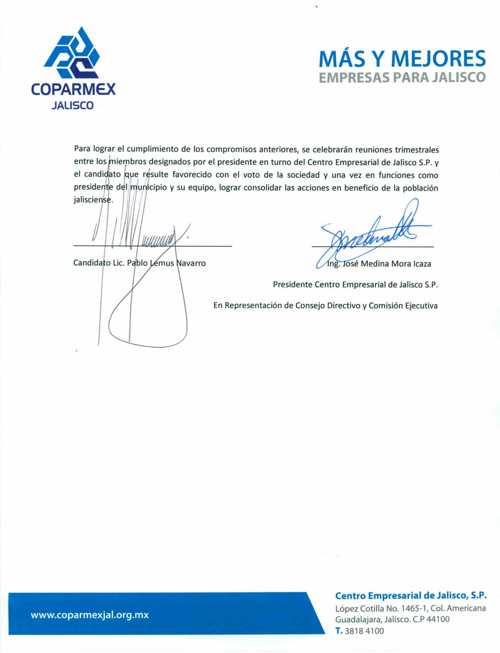 COPARMEX
JALISCO
MÁS Y MEJORES
EMPRESAS PARA JALISCO
Para lograr el cumplimiento de los compromisos anteriores, se celebrarán reuniones trimestrales
entre los miembros designados por el presidente en turno del Centro Empresarial de Jalisco S.P. y
el candidato que resulte favorecido con el voto de la sociedad y una vez en funciones como
presidente del municipio y su equipo, lograr consolidar las acciones en beneficio de la población
jalisciense.
Candidato Lic. Pablo Lemus Navarro
Ing. José Medina Mora Icaza
Presidente Centro Empresarial de Jalisco S.P.
En Representación de Consejo Directivo y Comisión Ejecutiva
www.coparmexjal.org.mx
Centro Empresarial de Jalisco, S.P.
López Cotilla No. 1465-1, Col. Americana
Guadalajara, Jalisco. C.P 44100
T. 3818 4100